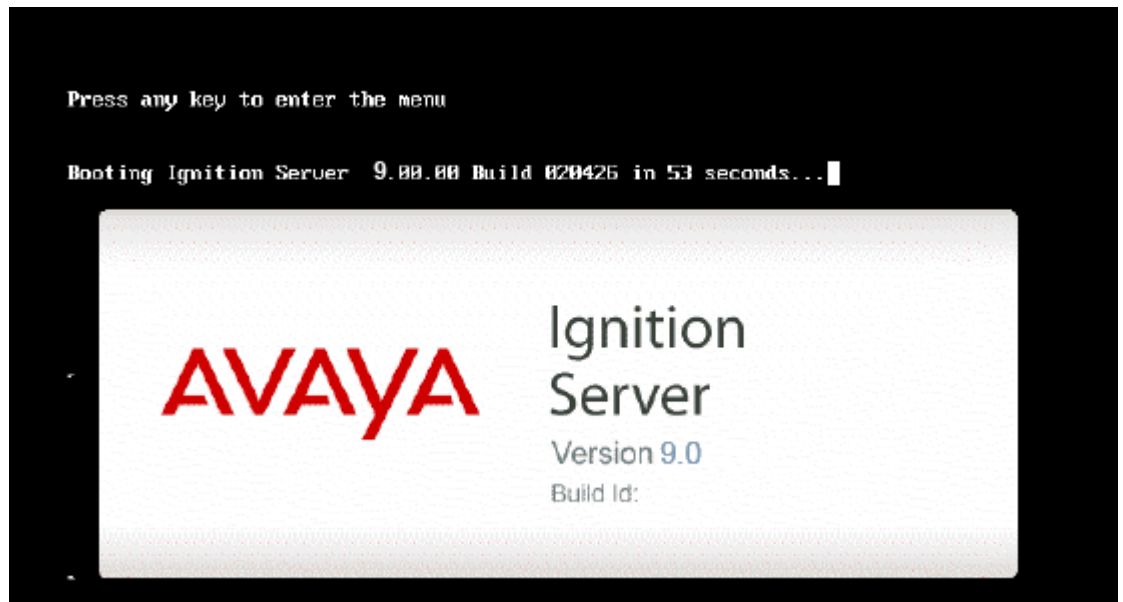 Press any key to enter the menu
Booting Ignition Server 9.00.00 Build 020426 in 53 seconds...
AVAYA
Ignition
Server
Version 9.0
Build Id: